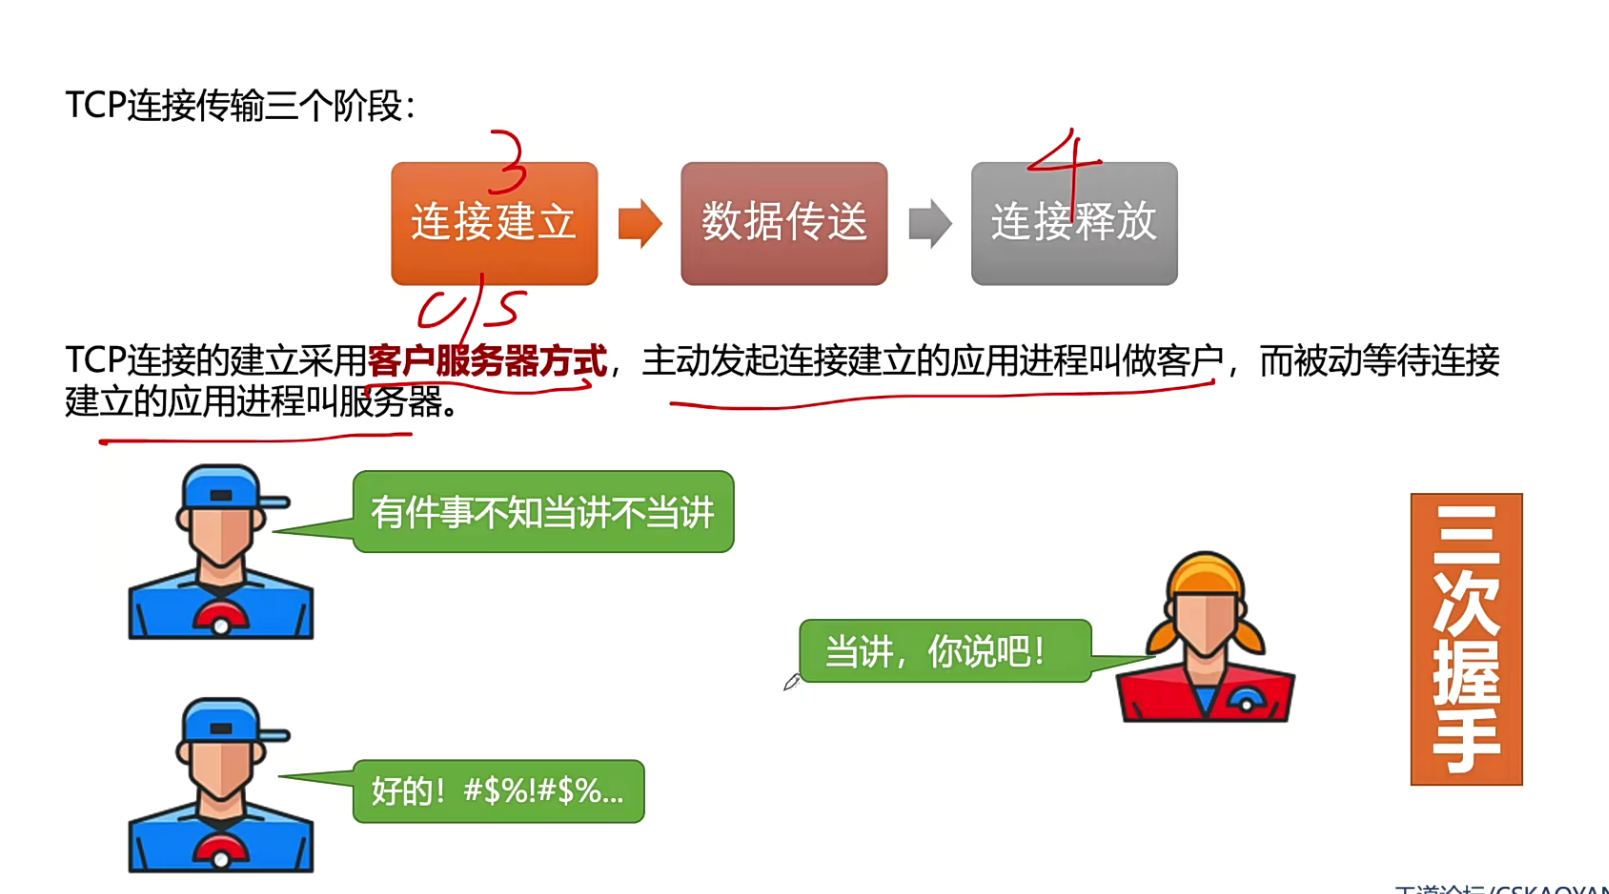 TCP连接传输三个阶段：
3
4
连接建立
数据传送
连接释放
C/S
TCP连接的建立采用客户服务器方式，主动发起连接建立的应用进程叫做客户，而被动等待连接
建立的应用进程叫服务器。
有件事不知当讲不当讲
当讲，你说吧！
好的！#$%!#$%...
三次握手